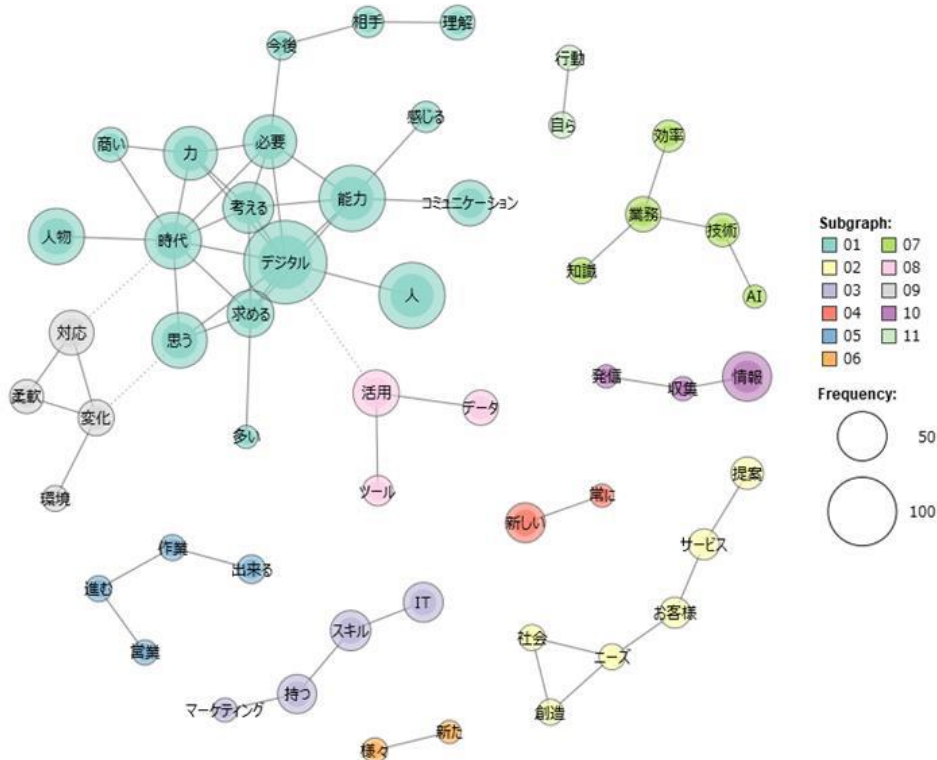 相手
理解
今後
行動
感じる
自ら
効率
商い
力
必要
能力
コミュニケーション
考える
業務
技術
人物
時代
デジタル
知識
AI
人
求める
思う
対応
柔軟
変化
活用
データ
多い
ツール
環境
発信
収集
情報
新しい
常に
提案
サービス
お客様
社会
ニーズ
創造
作業
出来る
進む
営業
IT
スキル
持つ
マーケティング
新た
様々
Subgraph:
01 07
02 08
03 09
04 10
05 11
06
Frequency:
50
100